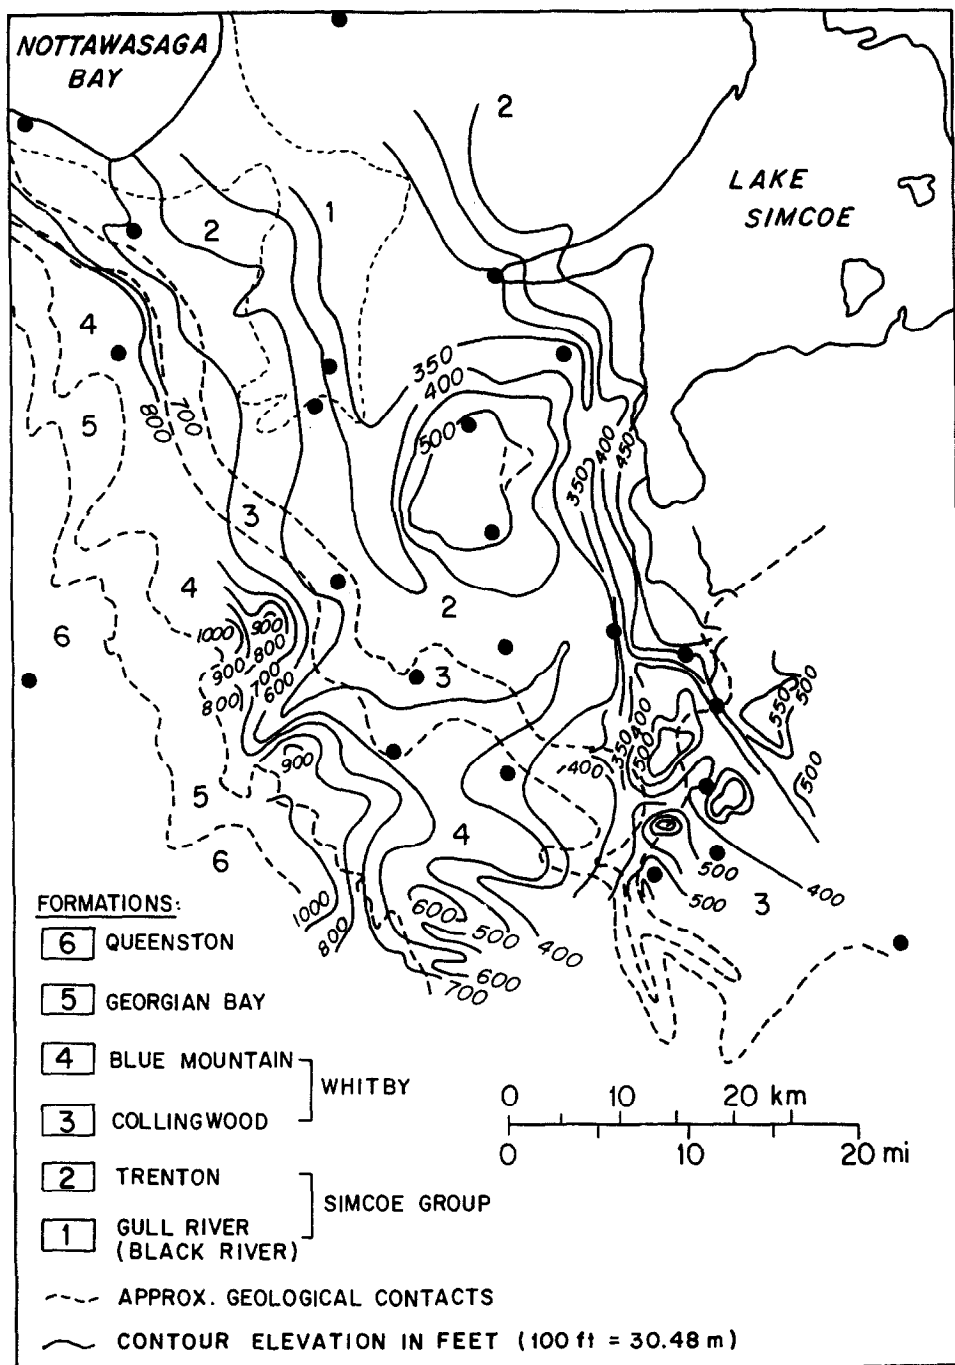 NOTTAWASAGA
BAY
2
LAKE
SIMCOE
1
2
4
350
400
700
800
5
500
400
450
350
3
4
2
6
1000
900
800
900
700
800
600
3
550
500
400
350
500
400
900
500
5
4
6
500
500
400
3
1000
800
600
500
400
600
700
FORMATIONS:
6 QUEENSTON
5 GEORGIAN BAY
4 BLUE MOUNTAIN
WHITBY
3 COLLINGWOOD
2 TRENTON
SIMCOE GROUP
1 GULL RIVER
(BLACK RIVER)
APPROX. GEOLOGICAL CONTACTS
CONTOUR ELEVATION IN FEET (100 ft = 30.48 m)
0 10 20 km
0 10 20 mi